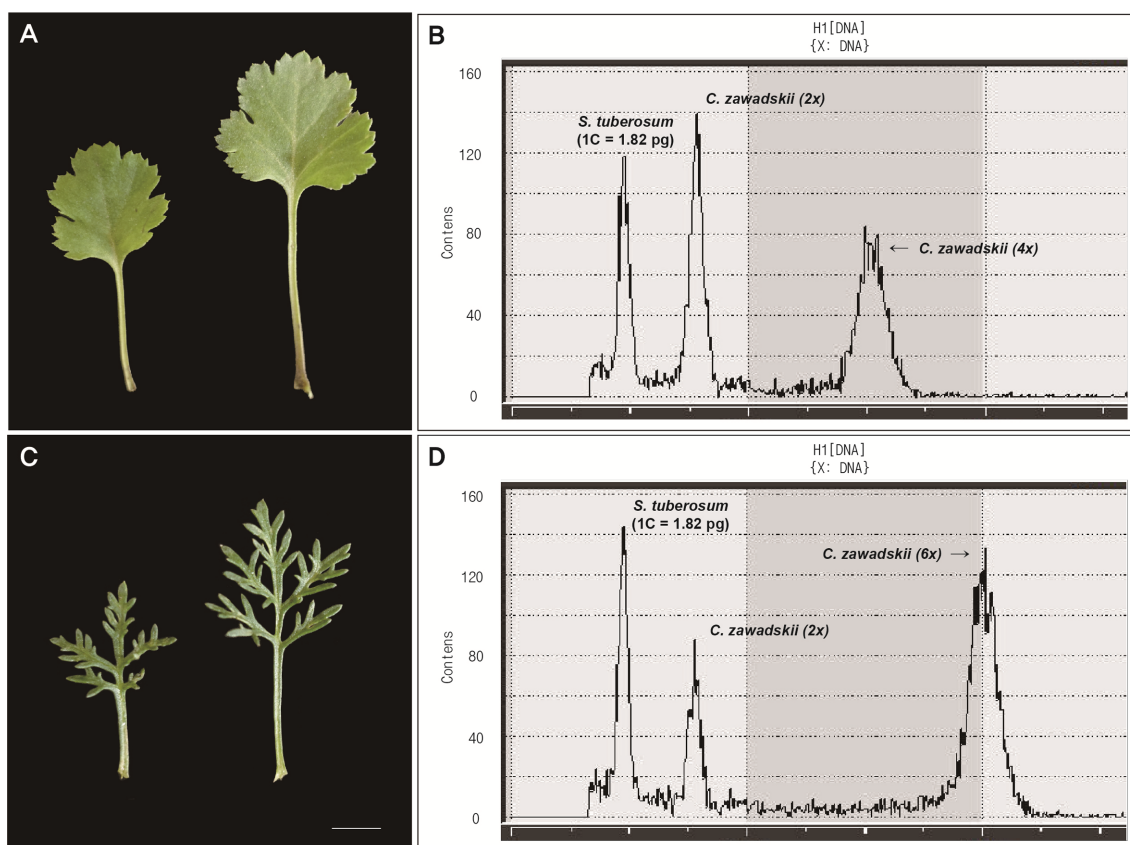 A
B
H1[DNA]
{X: DNA}
160
120
80
40
0
Contens
S. tuberosum
(1C = 1.82 pg)
C. zawadskii (2x)
← C. zawadskii (4x)
C
D
H1[DNA]
{X: DNA}
160
120
80
40
0
Contens
S. tuberosum
(1C = 1.82 pg)
C. zawadskii (6x) →
C. zawadskii (2x)